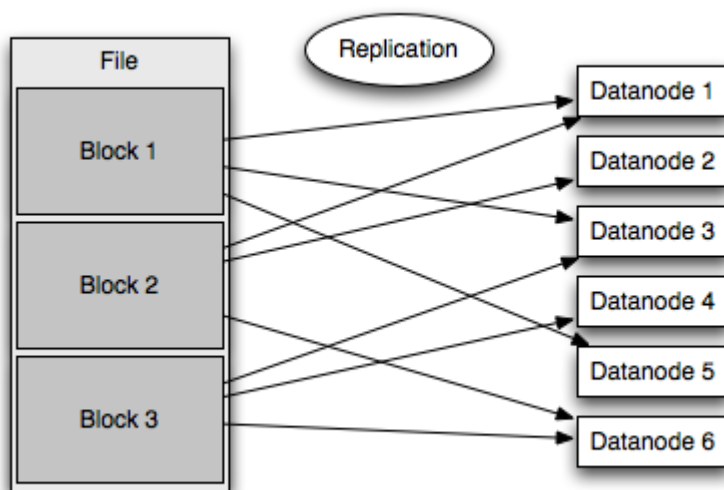 File
Replication
Block 1
Block 2
Block 3
Datanode 1
Datanode 2
Datanode 3
Datanode 4
Datanode 5
Datanode 6